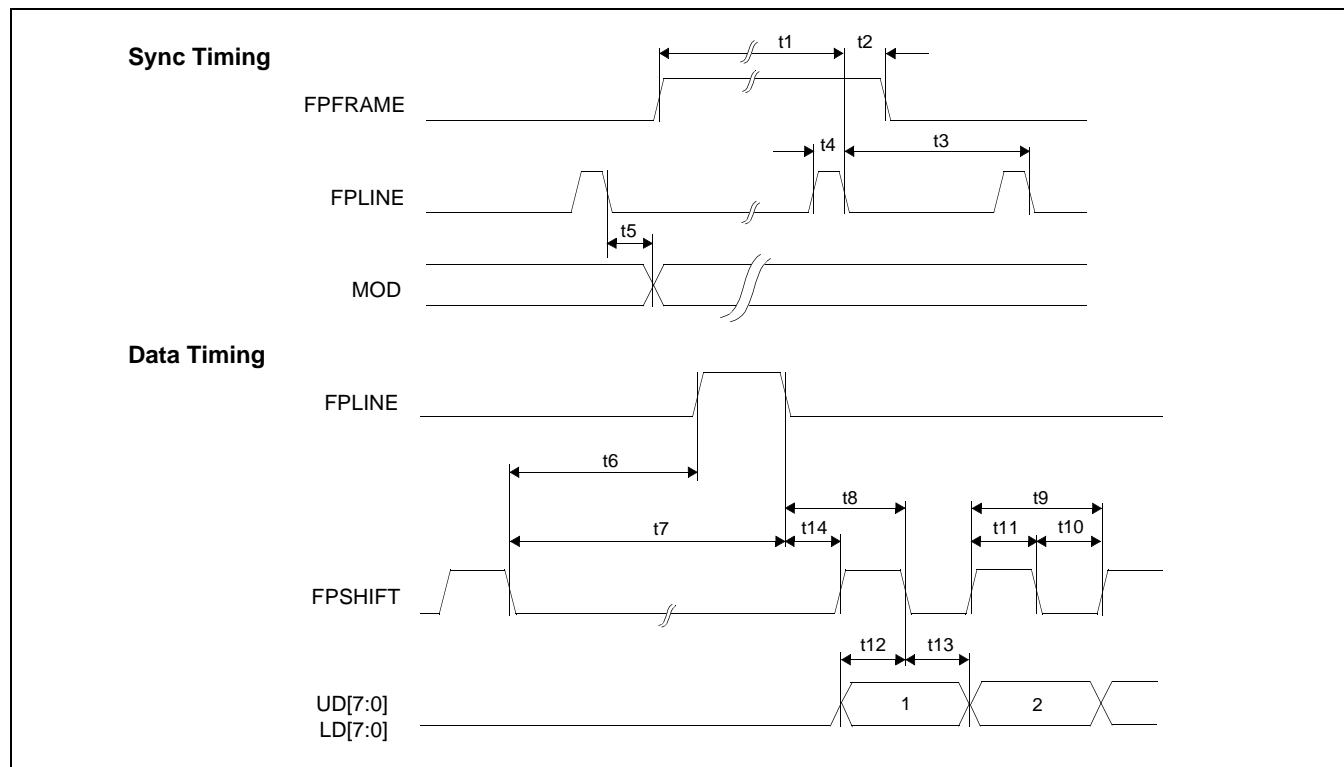 Sync Timing
t1
t2
FPFRAME
t4
t3
FPLINE
t5
MOD
Data Timing
FPLINE
t6
t8
t9
t7
t14
t11
t10
FPSHIFT
t12
t13
UD[7:0]
LD[7:0]
1
2